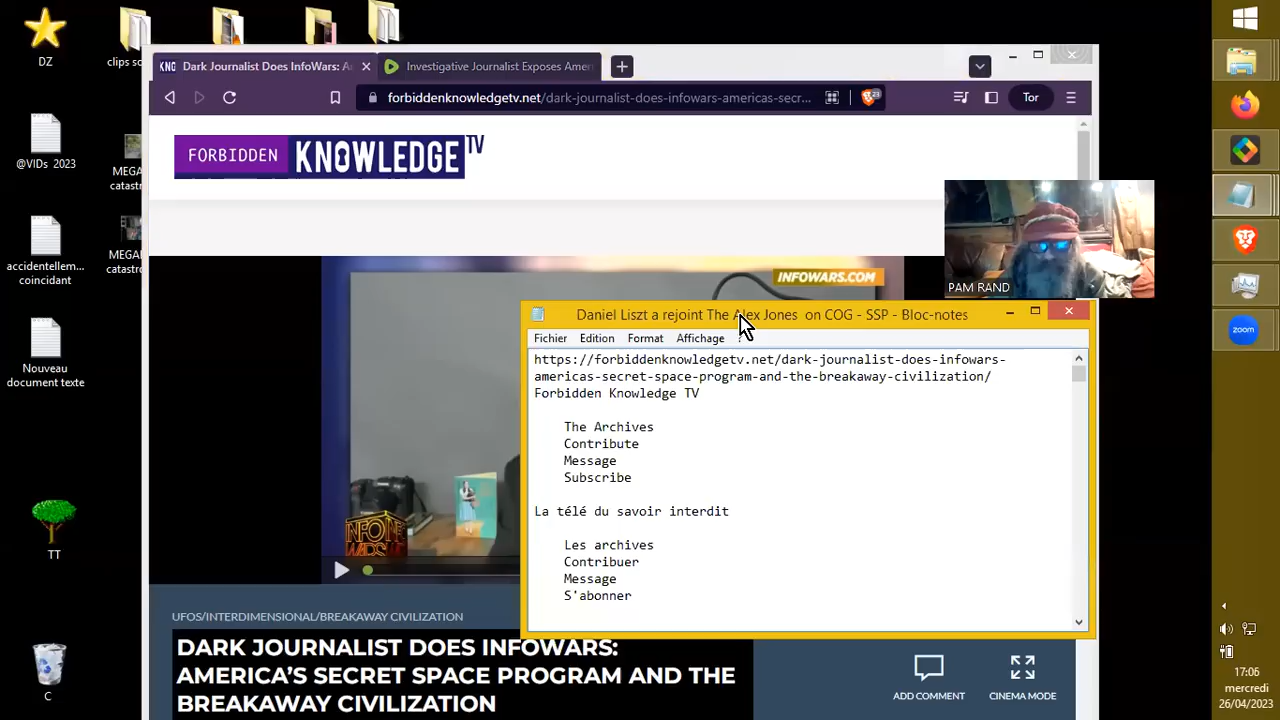 DZ
clips sc
@VIDs 2023
MEGA
catastr
accidentellem...
coincidant
MEGA
catastr
Nouveau
document texte
TT
C
KNO Dark Journalist Does InfoWars: A
Investigative Journalist Exposes Amer
forbiddenknowledgetv.net/dark-journalist-does-infowars-americas-secr...
23
Tor
FORBIDDEN KNOWLEDGE TV
INFOWARS.COM
PAM RAND
Daniel Liszt a rejoint The Alex Jones on COG - SSP - Bloc-notes
Fichier Edition Format Affichage ?
https://forbiddenknowledgetv.net/dark-journalist-does-infowars-
americas-secret-space-program-and-the-breakaway-civilization/
Forbidden Knowledge TV
The Archives
Contribute
Message
Subscribe
La télé du savoir interdit
Les archives
Contribuer
Message
S'abonner
INFO
WARS
UFOS/INTERDIMENSIONAL/BREAKAWAY CIVILIZATION
DARK JOURNALIST DOES INFOWARS:
AMERICA'S SECRET SPACE PROGRAM AND THE
BREAKAWAY CIVILIZATION
ADD COMMENT
CINEMA MODE
zoom
17:06
mercredi
26/04/2023